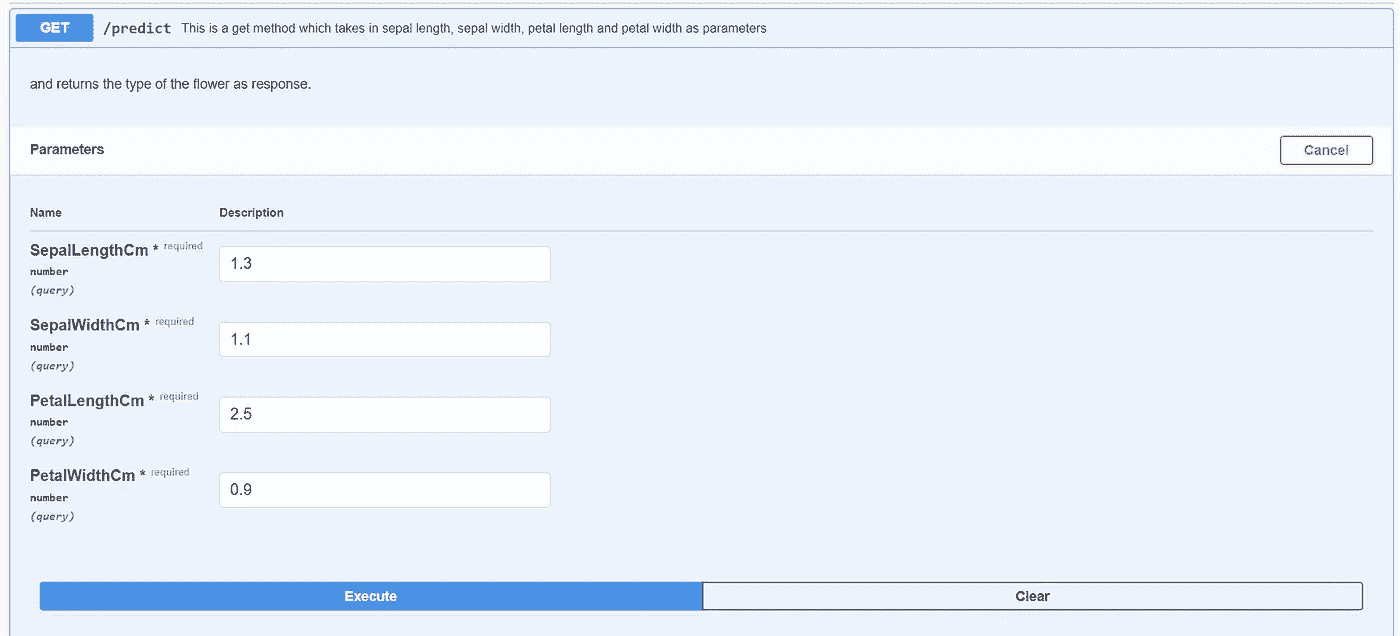 GET /predict This is a get method which takes in sepal length, sepal width, petal length and petal width as parameters
and returns the type of the flower as response.
Parameters
Cancel
Name Description
SepalLengthCm * required
1.3
number
(query)
SepalWidthCm * required
1.1
number
(query)
PetalLengthCm * required
2.5
number
(query)
PetalWidthCm * required
0.9
number
(query)
Execute Clear